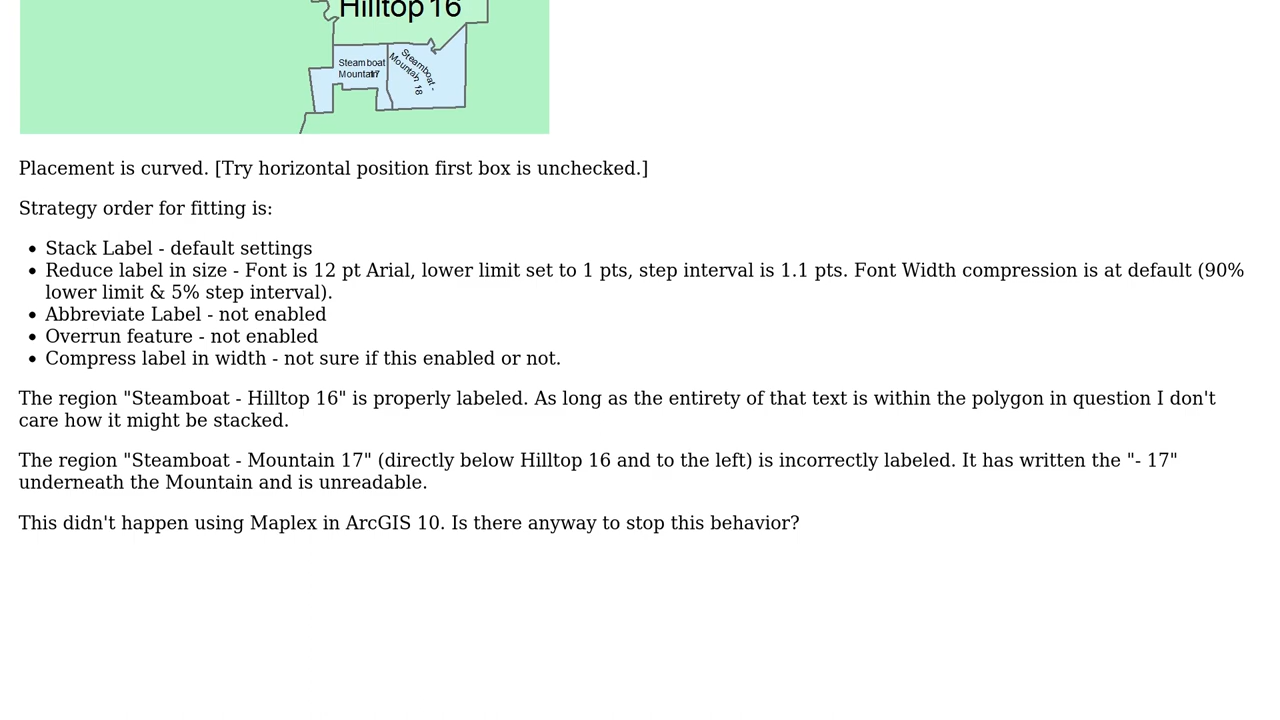 Hilltop 16
Steamboat
Mountain
17
Steamboat -
Mountain 18
Placement is curved. [Try horizontal position first box is unchecked.]
Strategy order for fitting is:
• Stack Label - default settings
• Reduce label in size - Font is 12 pt Arial, lower limit set to 1 pts, step interval is 1.1 pts. Font Width compression is at default (90%
lower limit & 5% step interval).
• Abbreviate Label - not enabled
• Overrun feature - not enabled
• Compress label in width - not sure if this enabled or not.
The region "Steamboat - Hilltop 16" is properly labeled. As long as the entirety of that text is within the polygon in question I don't
care how it might be stacked.
The region "Steamboat - Mountain 17" (directly below Hilltop 16 and to the left) is incorrectly labeled. It has written the "- 17"
underneath the Mountain and is unreadable.
This didn't happen using Maplex in ArcGIS 10. Is there anyway to stop this behavior?